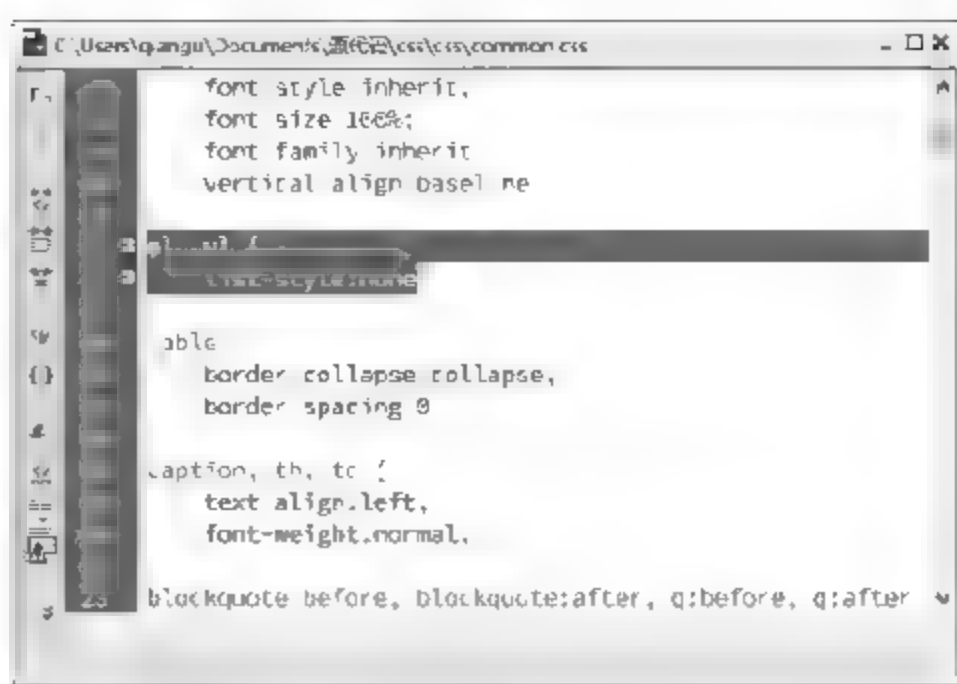 C:\Users\qiangu\Documents\源代码\css\css\common.css
font style inherit,
font size 100%;
font family inherit
vertical align baseline
list-style:none
able
border collapse collapse,
border spacing 0
caption, th, td {
text align.left,
font-weight.normal,
blockquote before, blockquote:after, q:before, q:after